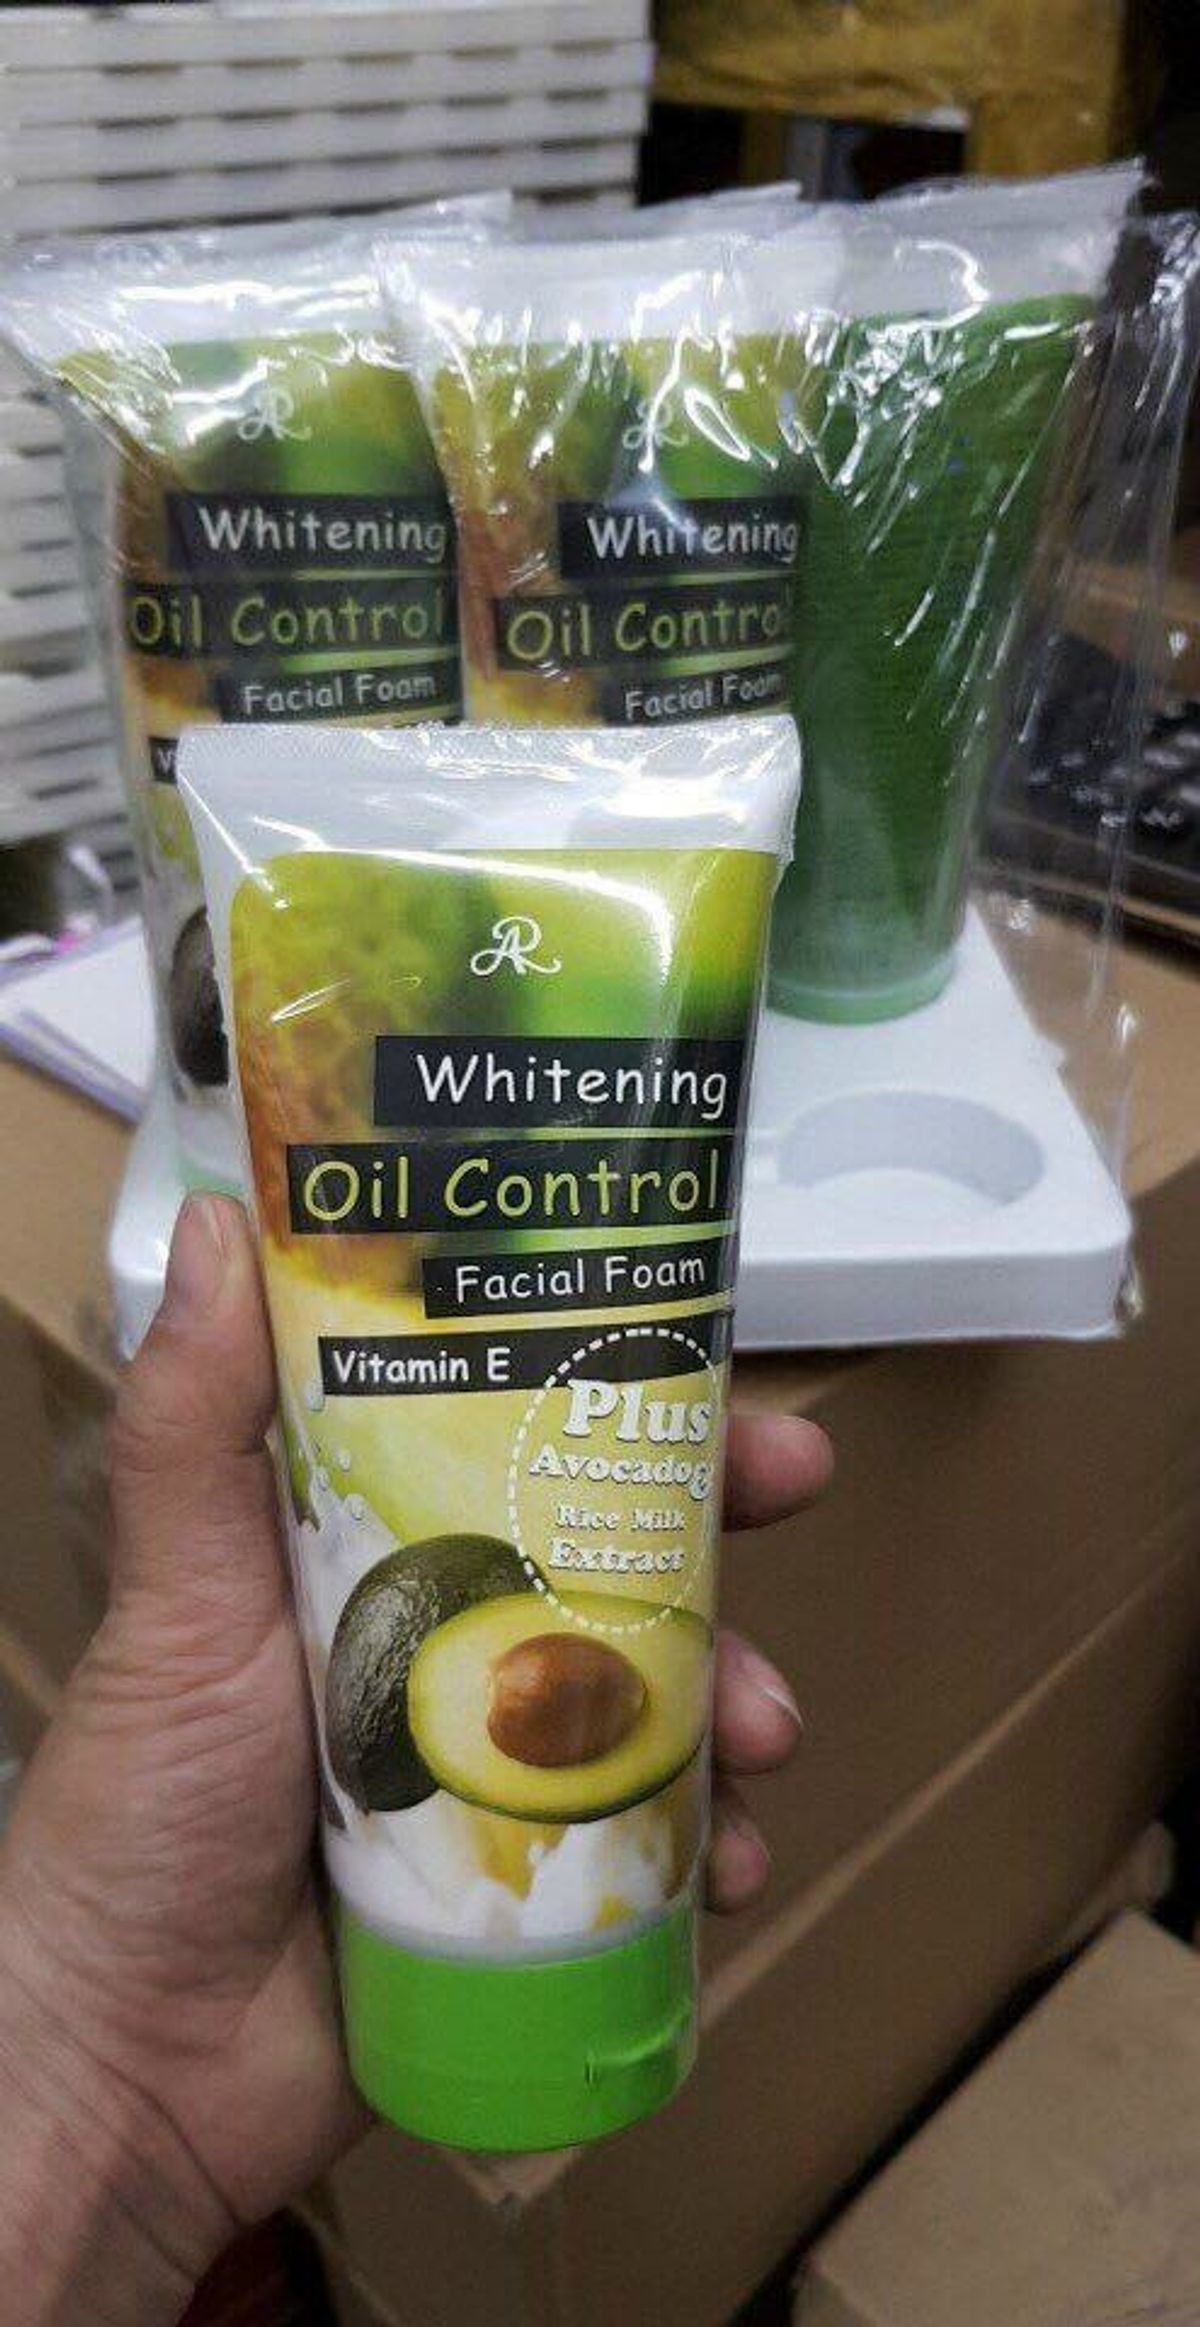 AR
Whitening
Oil Control
Facial Foam
AR
Whitening
Oil Control
Facial Foam
AR
Whitening
Oil Control
Facial Foam
Vitamin E
Plus
Avocado &
Rice Milk
Extract